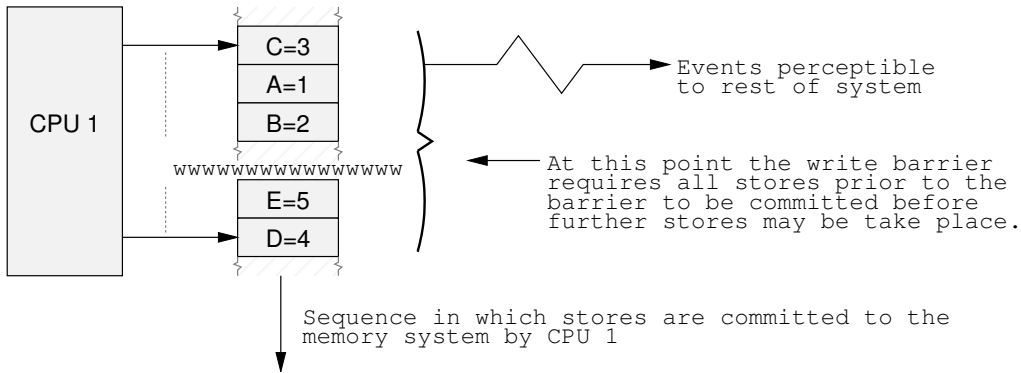 C=3
A=1
CPU 1
B=2
Events perceptible
to rest of system
wwwwwwwwwwwwwwww
At this point the write barrier
requires all stores prior to the
barrier to be committed before
further stores may be take place.
E=5
D=4
Sequence in which stores are committed to the
memory system by CPU 1